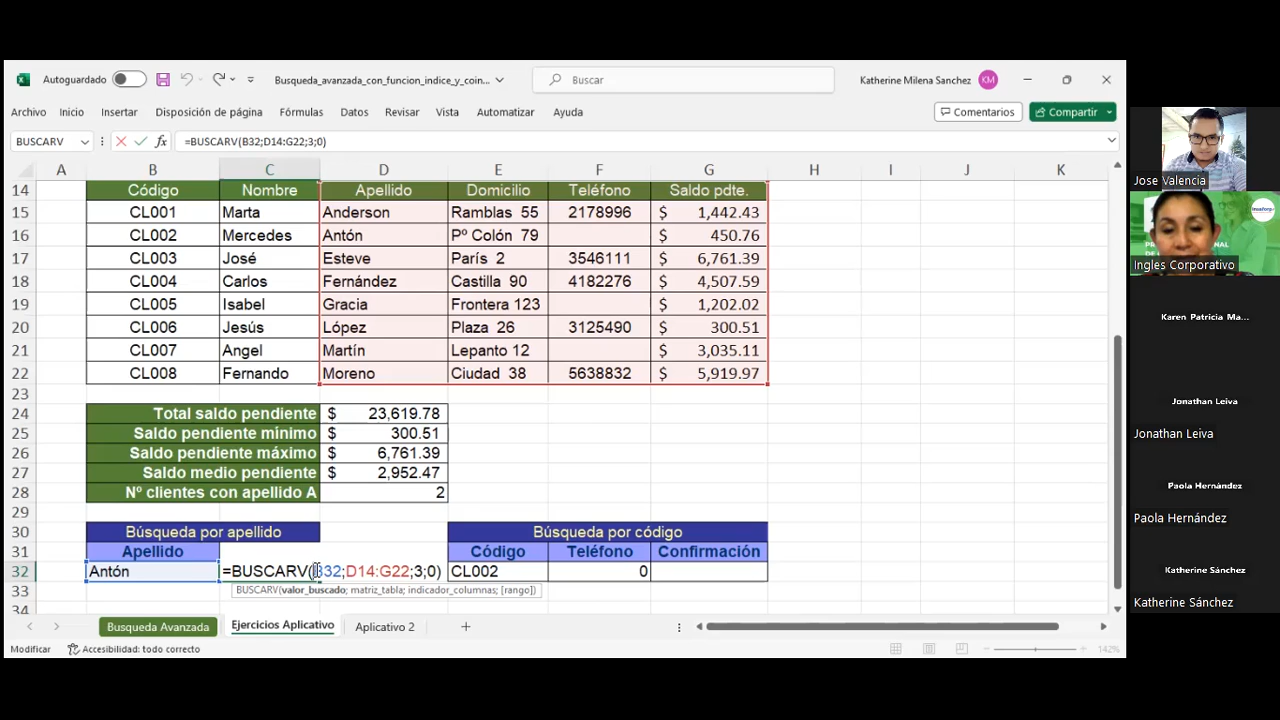 Autoguardado
Busqueda_avanzada_con_funcion_indice_y_coin...
Buscar
Katherine Milena Sanchez KM
Archivo Inicio Insertar Disposición de página Fórmulas Datos Revisar Vista Automatizar Ayuda Comentarios Compartir
BUSCARV fx =BUSCARV(B32;D14:G22;3;0)
A B C D E F G H I J K
14 Código Nombre Apellido Domicilio Teléfono Saldo pdte.
15 CL001 Marta Anderson Ramblas 55 2178996 $ 1,442.43
16 CL002 Mercedes Antón Pº Colón 79 $ 450.76
17 CL003 José Esteve París 2 3546111 $ 6,761.39
18 CL004 Carlos Fernández Castilla 90 4182276 $ 4,507.59
19 CL005 Isabel Gracia Frontera 123 $ 1,202.02
20 CL006 Jesús López Plaza 26 3125490 $ 300.51
21 CL007 Angel Martín Lepanto 12 $ 3,035.11
22 CL008 Fernando Moreno Ciudad 38 5638832 $ 5,919.97
23
24 Total saldo pendiente $ 23,619.78
25 Saldo pendiente mínimo $ 300.51
26 Saldo pendiente máximo $ 6,761.39
27 Saldo medio pendiente $ 2,952.47
28 Nº clientes con apellido A 2
29
30 Búsqueda por apellido Búsqueda por código
31 Apellido Código Teléfono Confirmación
32 Antón =BUSCARV(B32;D14:G22;3;0) CL002 0
33 BUSCARV(valor_buscado; matriz_tabla; indicador_columnas; [rango])
34
Busqueda Avanzada Ejercicios Aplicativo Aplicativo 2
Modificar Accesibilidad: todo correcto 142%
Jose Valencia
Ingles Corporativo
Karen Patricia Ma...
Jonathan Leiva
Jonathan Leiva
Paola Hernández
Paola Hernández
Katherine Sánchez
Katherine Sánchez